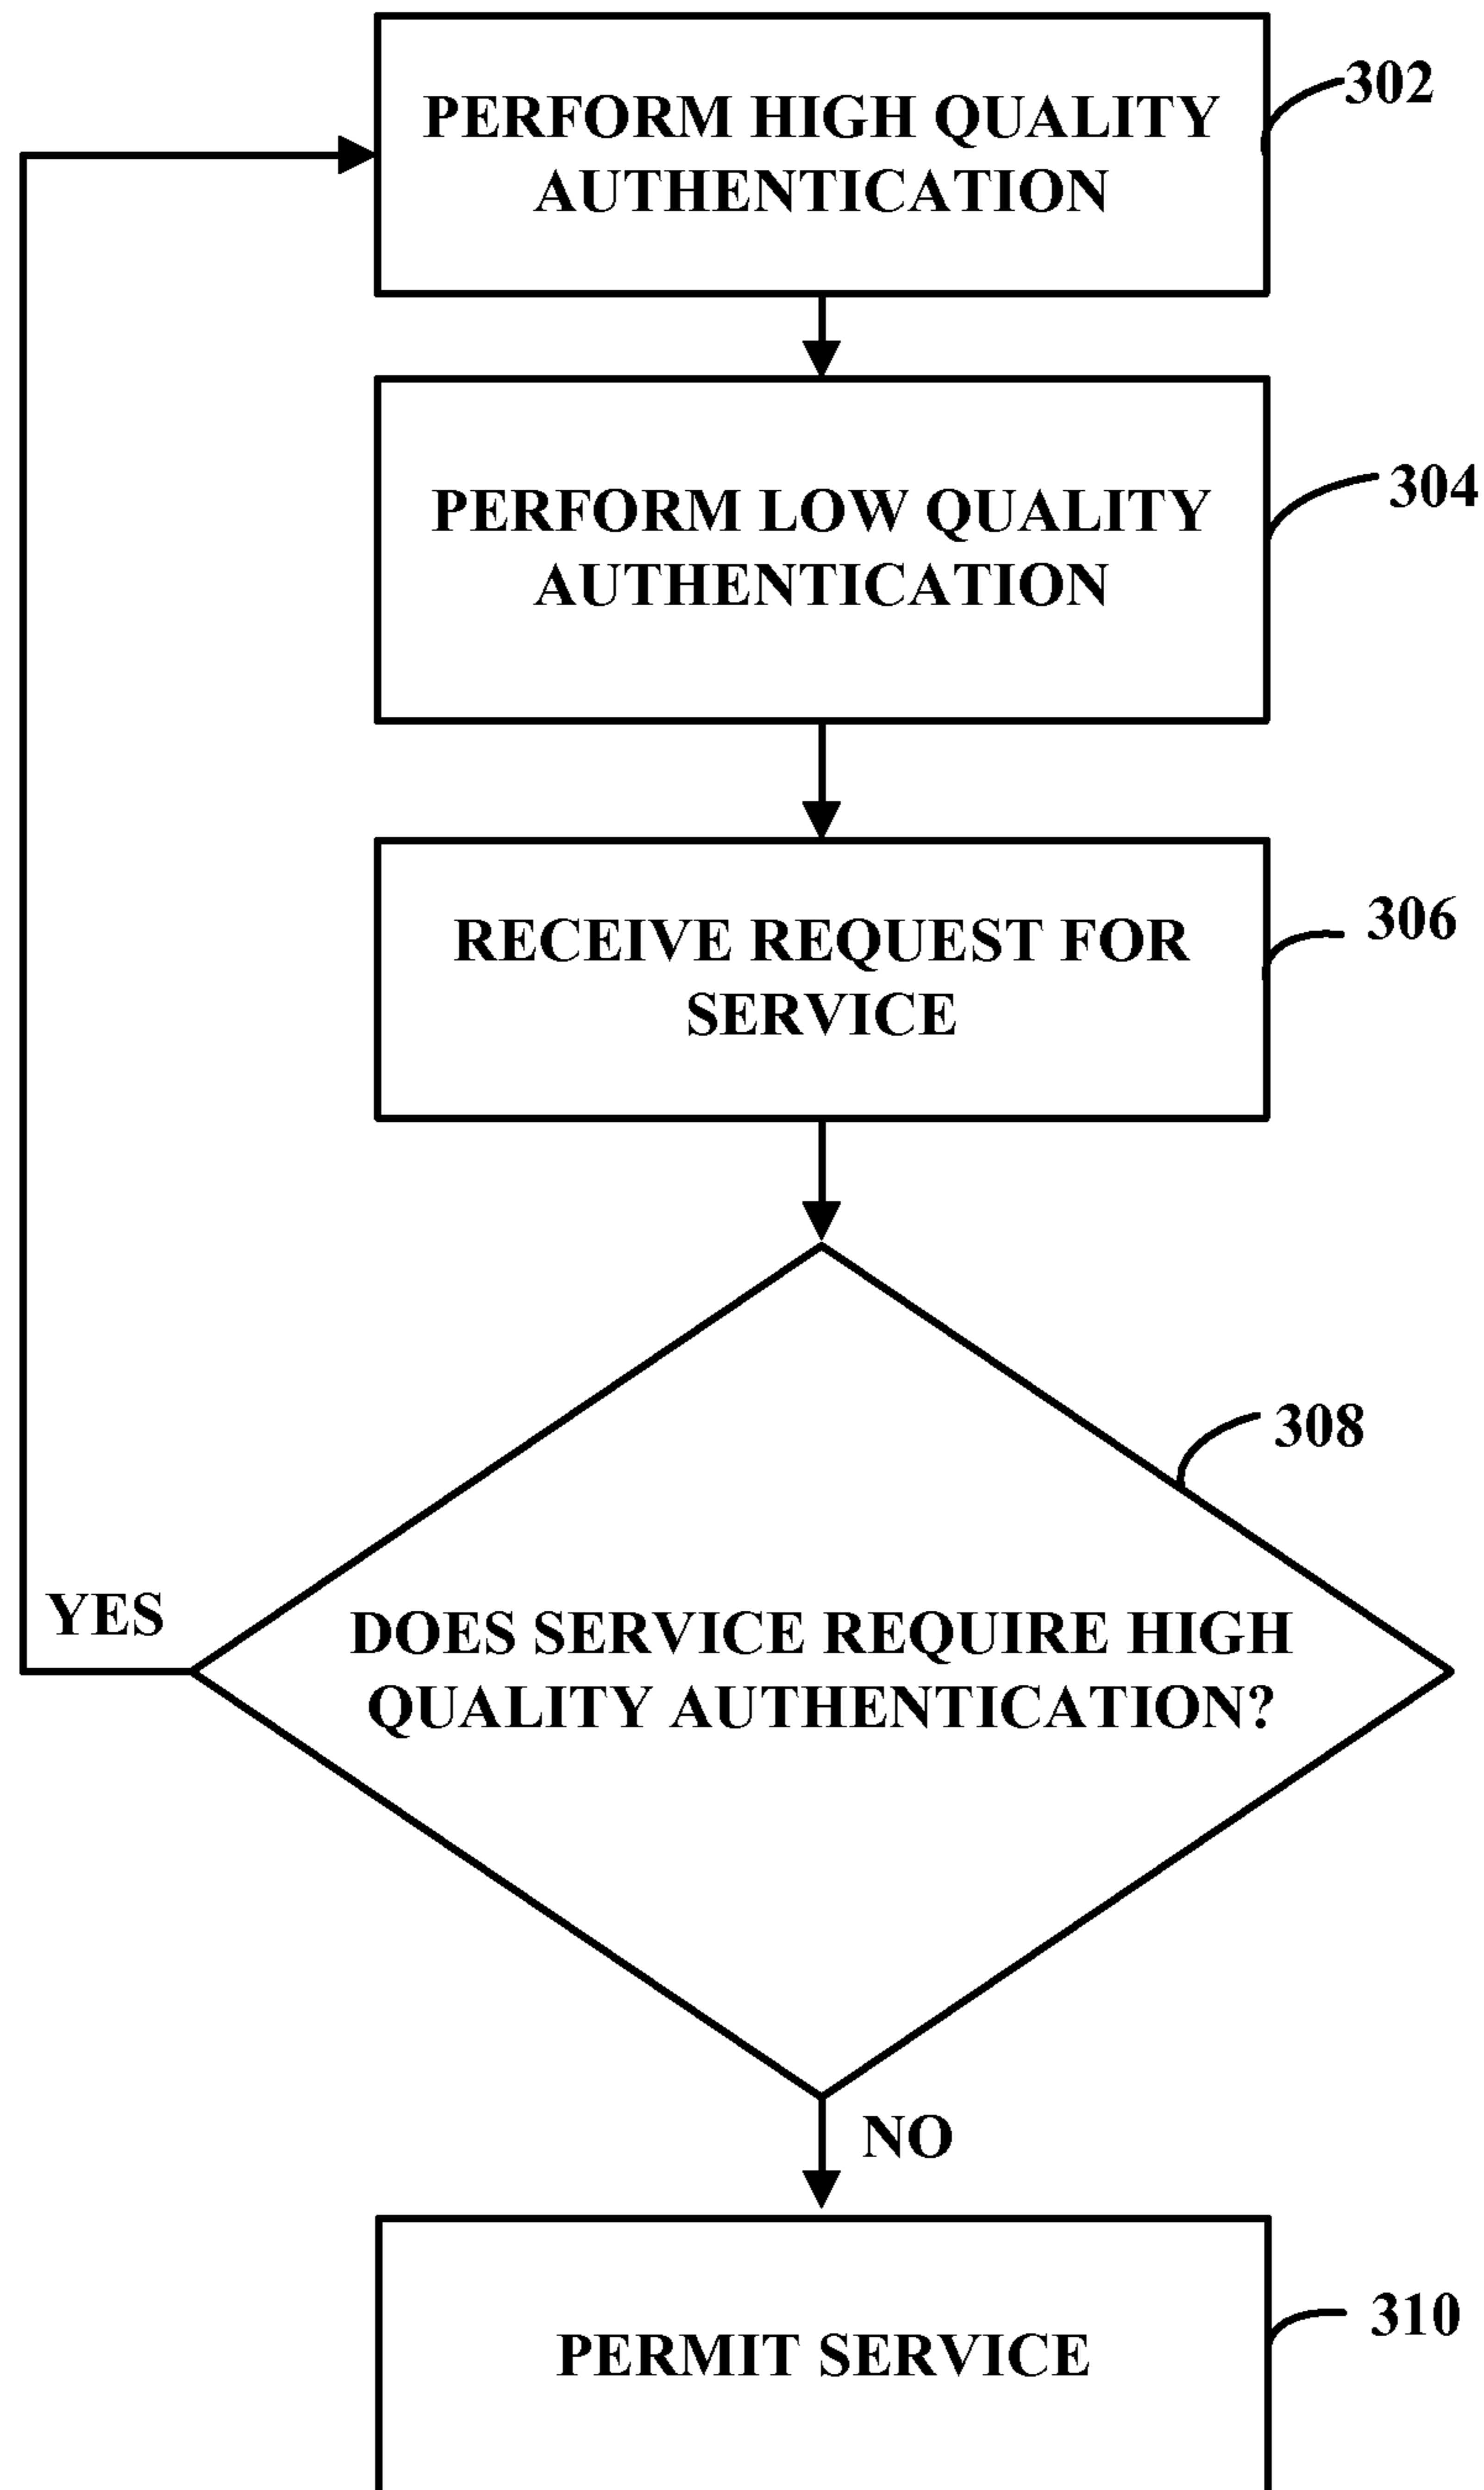 PERFORM HIGH QUALITY
AUTHENTICATION
302
PERFORM LOW QUALITY
AUTHENTICATION
304
RECEIVE REQUEST FOR
SERVICE
306
308
YES
DOES SERVICE REQUIRE HIGH
QUALITY AUTHENTICATION?
NO
PERMIT SERVICE
310